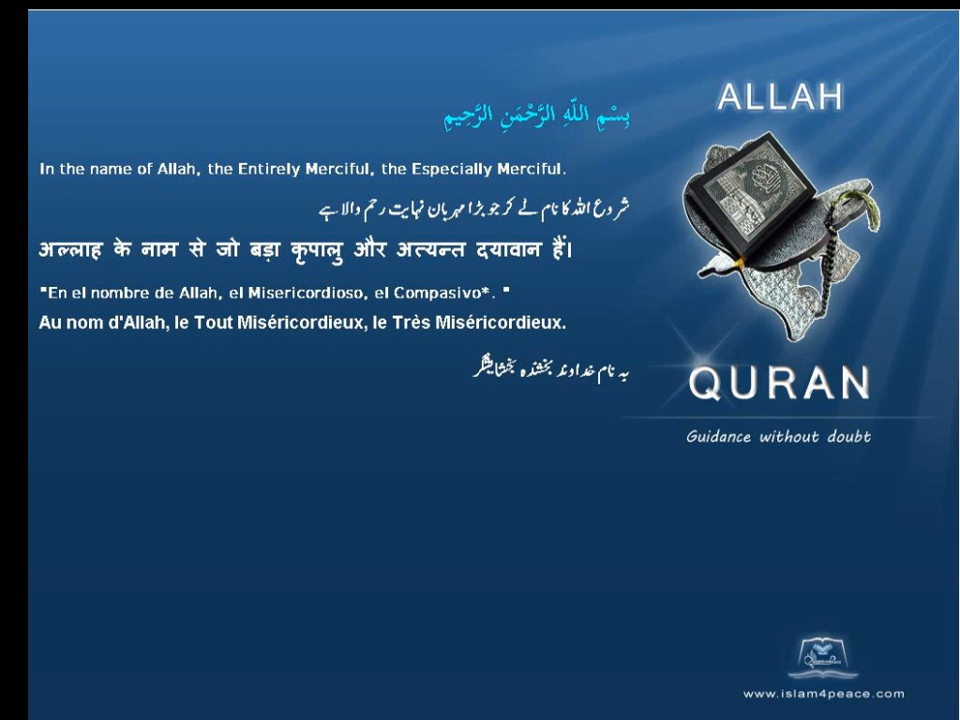 بِسْمِ اللّهِ الرَّحْمَنِ الرَّحِيمِ
In the name of Allah, the Entirely Merciful, the Especially Merciful.
شروع الله کا نام لے کر جو بڑا مہربان نہایت رحم والا ہے
अल्लाह के नाम से जो बड़ा कृपालु और अत्यन्त दयावान हैं।
"En el nombre de Allah, el Misericordioso, el Compasivo*. "
Au nom d'Allah, le Tout Miséricordieux, le Très Miséricordieux.
به نام خداوند بخشنده بخشایشگر
ALLAH
QURAN
Guidance without doubt
www.islam4peace.com